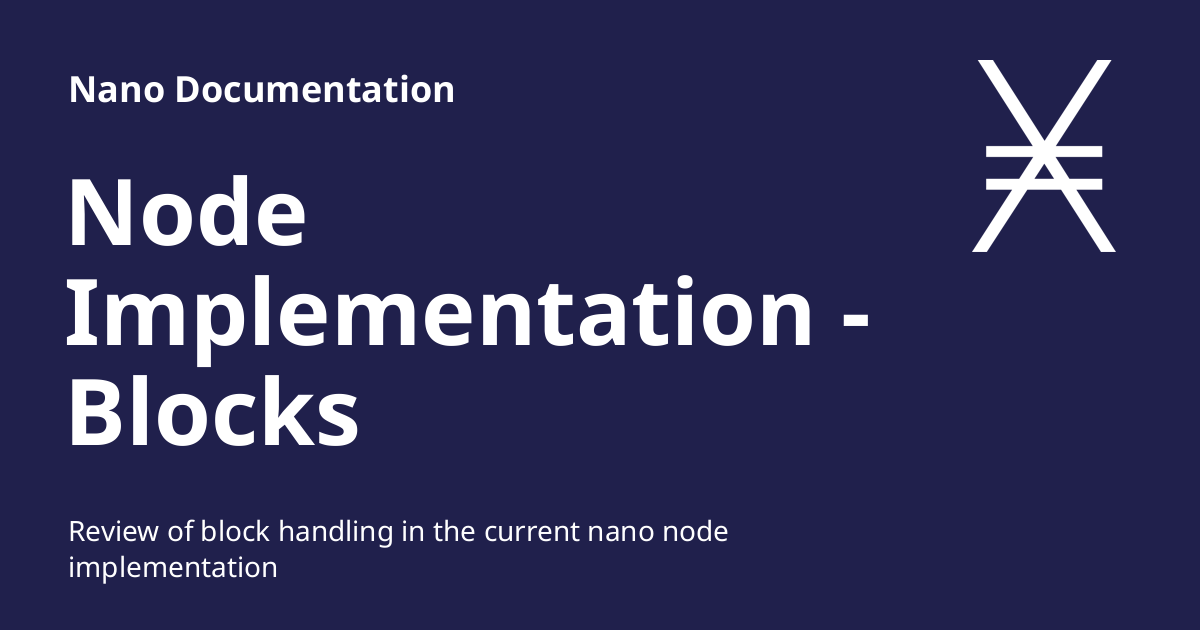 Nano Documentation
Node
Implementation -
Blocks
Review of block handling in the current nano node
implementation